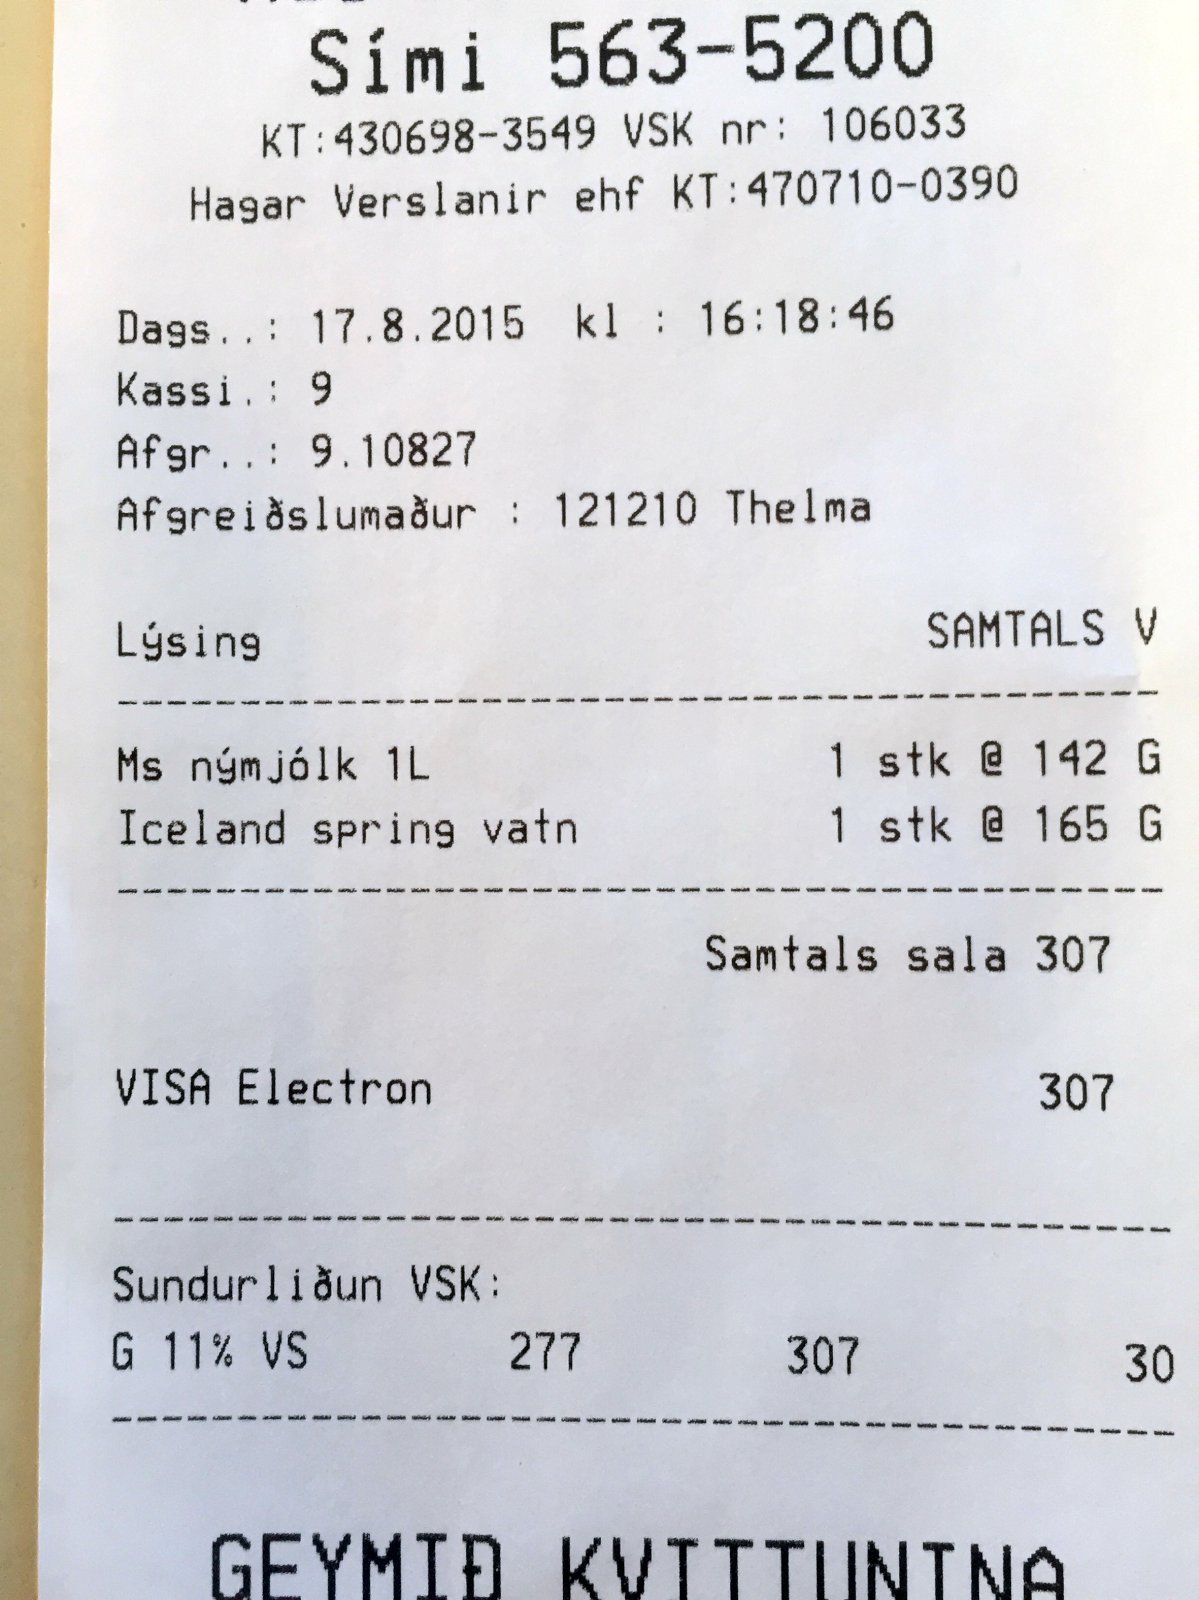 Sími 563-5200
KT:430698-3549 VSK nr: 106033
Hagar Verslanir ehf KT:470710-0390
Dags..: 17.8.2015 kl : 16:18:46
Kassi.: 9
Afgr..: 9.10827
Afgreiðslumaður : 121210 Thelma
Lýsing SAMTALS V
Ms nýmjólk 1L 1 stk @ 142 G
Iceland spring vatn 1 stk @ 165 G
Samtals sala 307
VISA Electron 307
Sundurliðun VSK:
G 11% VS 277 307 30
GEYMIÐ KVITTUNINA